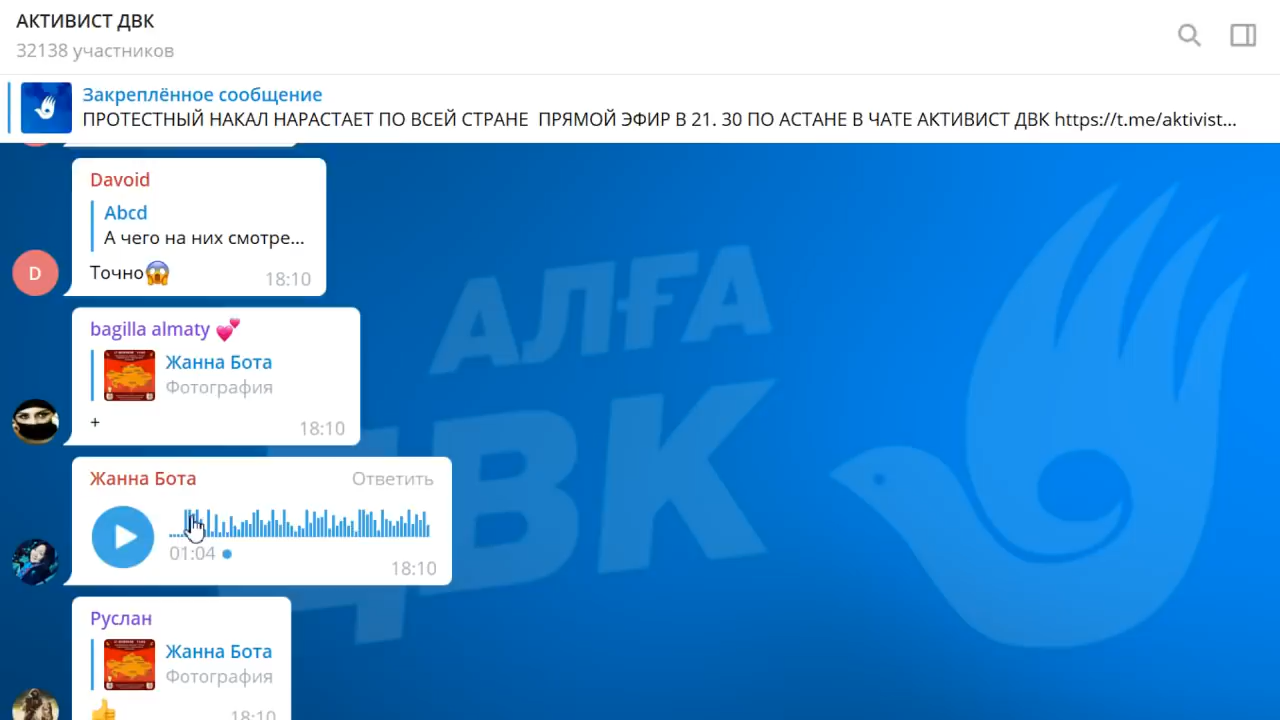 АКТИВИСТ ДВК
32138 участников
Закреплённое сообщение
ПРОТЕСТНЫЙ НАКАЛ НАРАСТАЕТ ПО ВСЕЙ СТРАНЕ ПРЯМОЙ ЭФИР В 21. 30 ПО АСТАНЕ В ЧАТЕ АКТИВИСТ ДВК https://t.me/aktivist...
Davoid
Abcd
А чего на них смотре...
D
Точно😱
18:10
АЛҒА
ДВК
bagilla almaty 💕
Жанна Бота
Фотография
+
18:10
Жанна Бота
Ответить
01:04
18:10
Руслан
Жанна Бота
Фотография
👍
18:10